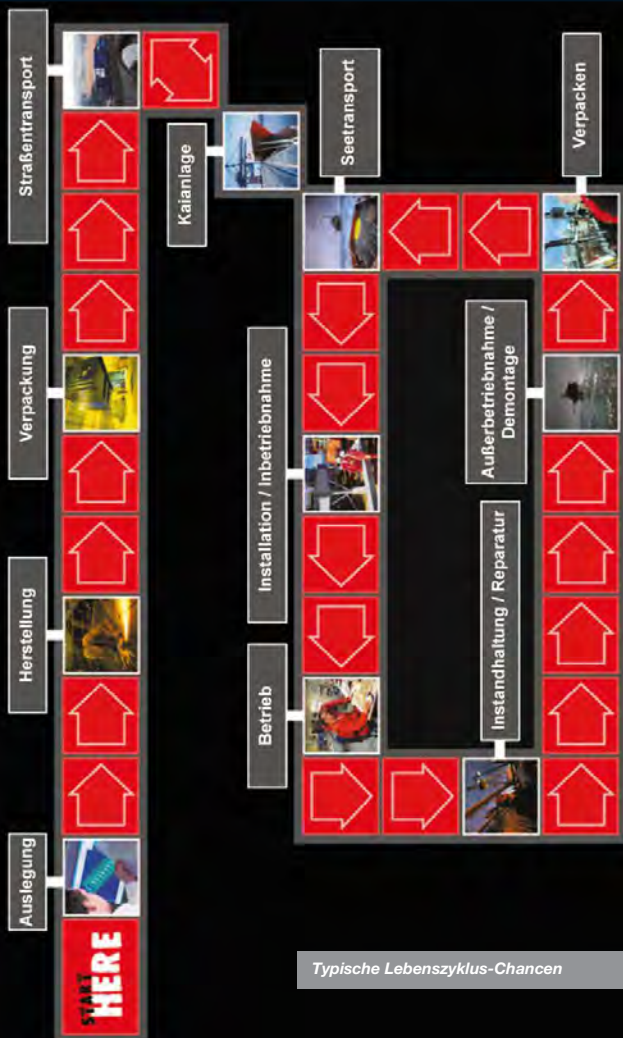 START
HERE
Auslegung
Herstellung
Verpackung
Straßentransport
Kaianlage
Seetransport
Installation / Inbetriebnahme
Betrieb
Instandhaltung / Reparatur
Außerbetriebnahme /
Demontage
Verpacken
Typische Lebenszyklus-Chancen